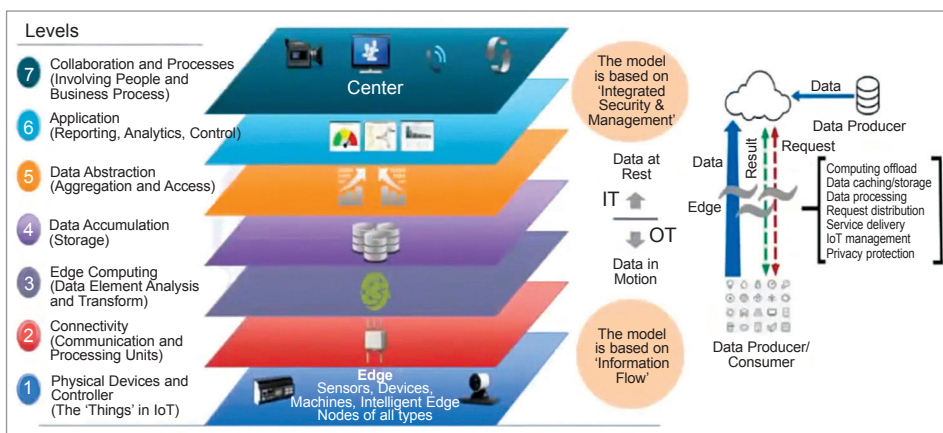 Levels
7
Collaboration and Processes
(Involving People and
Business Process)
6
Application
(Reporting, Analytics, Control)
5
Data Abstraction
(Aggregation and Access)
4
Data Accumulation
(Storage)
3
Edge Computing
(Data Element Analysis
and Transform)
2
Connectivity
(Communication and
Processing Units)
1
Physical Devices and
Controller
(The 'Things' in IoT)
Center
Edge
Sensors, Devices,
Machines, Intelligent Edge
Nodes of all types
The model
is based on
'Integrated
Security &
Management'
Data at
Rest
IT
OT
Data in
Motion
The model
is based on
'Information
Flow'
Data
Data Producer
Data
Result
Request
Edge
Computing offload
Data caching/storage
Data processing
Request distribution
Service delivery
IoT management
Privacy protection
Data Producer/
Consumer